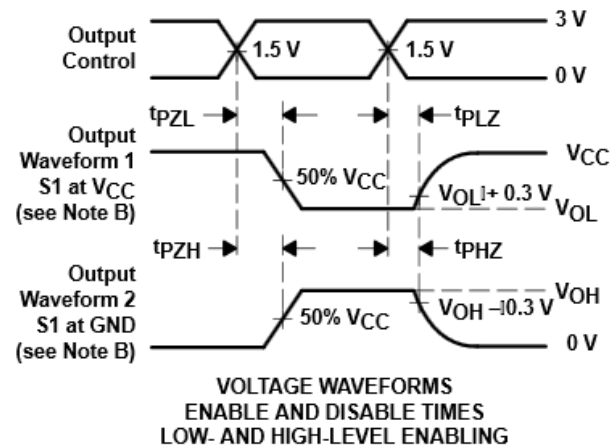 3 V
Output
Control
1.5 V
1.5 V
0 V
tPZL
tPLZ
Output
Waveform 1
S1 at VCC
(see Note B)
VCC
50% VCC
VOL + 0.3 V
VOL
tPZH
tPHZ
Output
Waveform 2
S1 at GND
(see Note B)
VOH
VOH – 0.3 V
50% VCC
0 V
VOLTAGE WAVEFORMS
ENABLE AND DISABLE TIMES
LOW- AND HIGH-LEVEL ENABLING